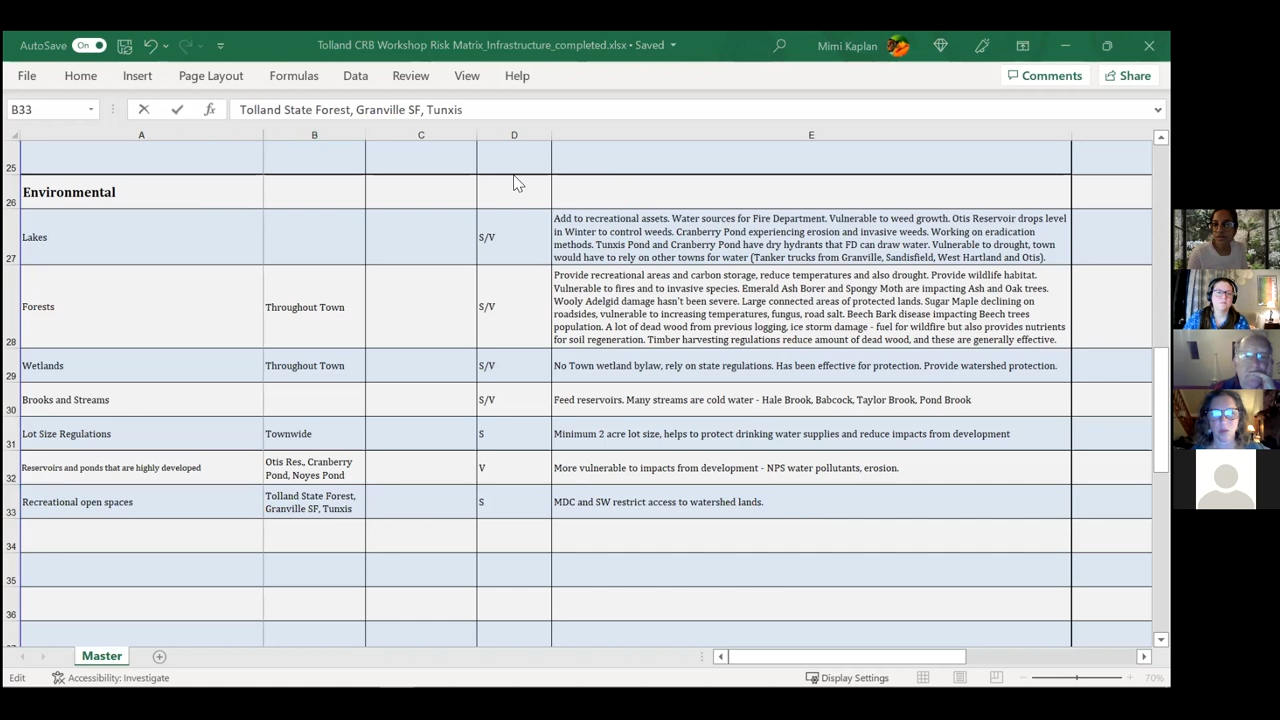 AutoSave On Tolland CRB Workshop Risk Matrix_Infrastructure_completed.xlsx • Saved Mimi Kaplan
File Home Insert Page Layout Formulas Data Review View Help Comments Share
B33 fx Tolland State Forest, Granville SF, Tunxis
A B C D E
25
26 Environmental
27 Lakes S/V Add to recreational assets. Water sources for Fire Department. Vulnerable to weed growth. Otis Reservoir drops level
in Winter to control weeds. Cranberry Pond experiencing erosion and invasive weeds. Working on eradication
methods. Tunxis Pond and Cranberry Pond have dry hydrants that FD can draw water. Vulnerable to drought, town
would have to rely on other towns for water (Tanker trucks from Granville, Sandisfield, West Hartland and Otis).
28 Forests Throughout Town S/V Provide recreational areas and carbon storage, reduce temperatures and also drought. Provide wildlife habitat.
Vulnerable to fires and to invasive species. Emerald Ash Borer and Spongy Moth are impacting Ash and Oak trees.
Wooly Adelgid damage hasn't been severe. Large connected areas of protected lands. Sugar Maple declining on
roadsides, vulnerable to increasing temperatures, fungus, road salt. Beech Bark disease impacting Beech trees
population. A lot of dead wood from previous logging, ice storm damage - fuel for wildfire but also provides nutrients
for soil regeneration. Timber harvesting regulations reduce amount of dead wood, and these are generally effective.
29 Wetlands Throughout Town S/V No Town wetland bylaw, rely on state regulations. Has been effective for protection. Provide watershed protection.
30 Brooks and Streams S/V Feed reservoirs. Many streams are cold water - Hale Brook, Babcock, Taylor Brook, Pond Brook
31 Lot Size Regulations Townwide S Minimum 2 acre lot size, helps to protect drinking water supplies and reduce impacts from development
32 Reservoirs and ponds that are highly developed Otis Res., Cranberry
Pond, Noyes Pond V More vulnerable to impacts from development - NPS water pollutants, erosion.
33 Recreational open spaces Tolland State Forest,
Granville SF, Tunxis S MDC and SW restrict access to watershed lands.
34
35
36
Master
Edit Accessibility: Investigate Display Settings 70%